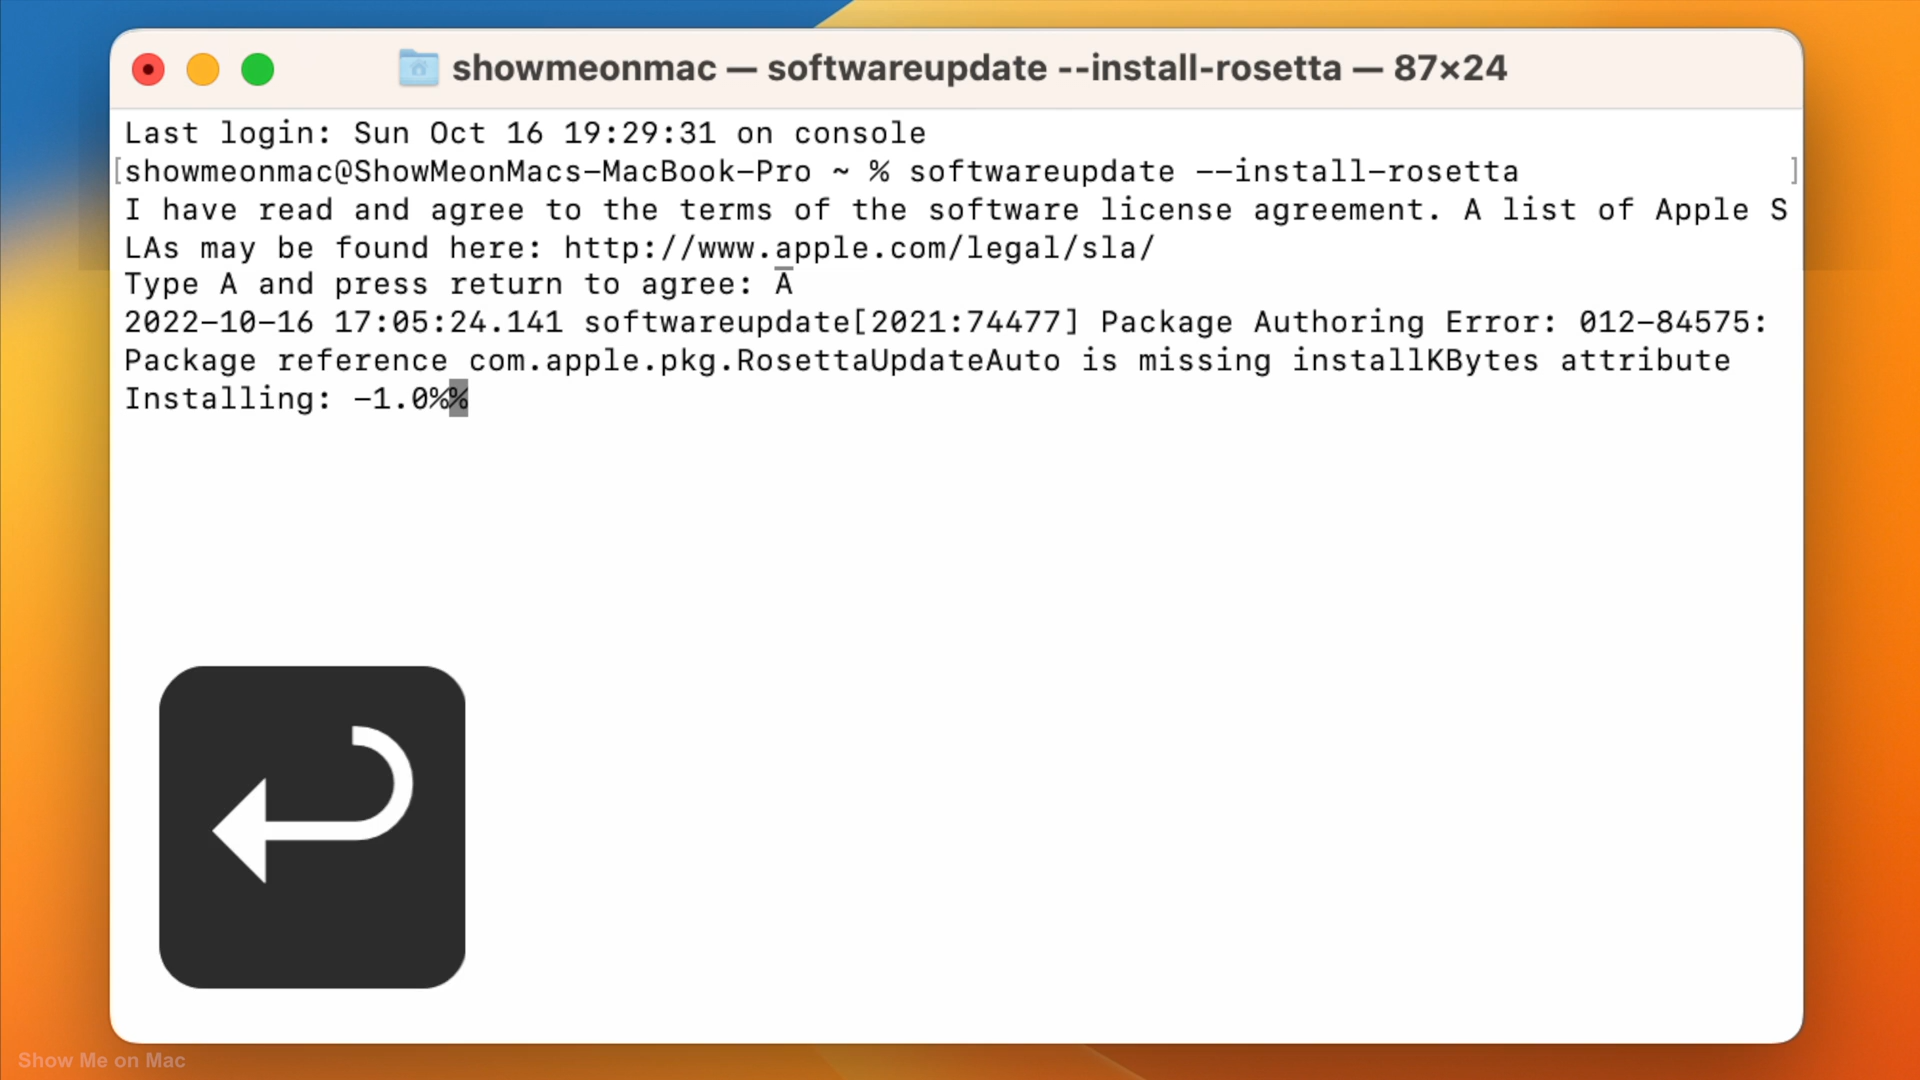 showmeonmac — softwareupdate --install-rosetta — 87×24
Last login: Sun Oct 16 19:29:31 on console
[showmeonmac@ShowMeonMacs-MacBook-Pro ~ % softwareupdate --install-rosetta ]
I have read and agree to the terms of the software license agreement. A list of Apple S
LAs may be found here: http://www.apple.com/legal/sla/
Type A and press return to agree: A
2022-10-16 17:05:24.141 softwareupdate[2021:74477] Package Authoring Error: 012-84575:
Package reference com.apple.pkg.RosettaUpdateAuto is missing installKBytes attribute
Installing: -1.0%%
Show Me on Mac